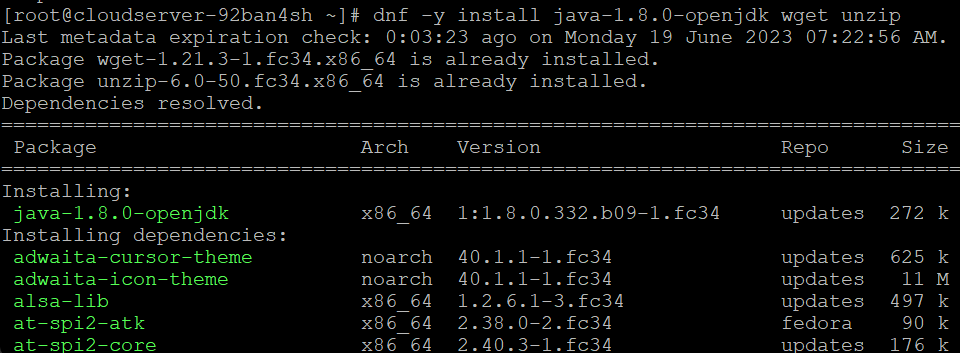 [root@cloudserver-92ban4sh ~]# dnf -y install java-1.8.0-openjdk wget unzip
Last metadata expiration check: 0:03:23 ago on Monday 19 June 2023 07:22:56 AM.
Package wget-1.21.3-1.fc34.x86_64 is already installed.
Package unzip-6.0-50.fc34.x86_64 is already installed.
Dependencies resolved.
================================================================================
Package Arch Version Repo Size
================================================================================
Installing:
java-1.8.0-openjdk x86_64 1:1.8.0.332.b09-1.fc34 updates 272 k
Installing dependencies:
adwaita-cursor-theme noarch 40.1.1-1.fc34 updates 625 k
adwaita-icon-theme noarch 40.1.1-1.fc34 updates 11 M
alsa-lib x86_64 1.2.6.1-3.fc34 updates 497 k
at-spi2-atk x86_64 2.38.0-2.fc34 fedora 90 k
at-spi2-core x86_64 2.40.3-1.fc34 updates 176 k